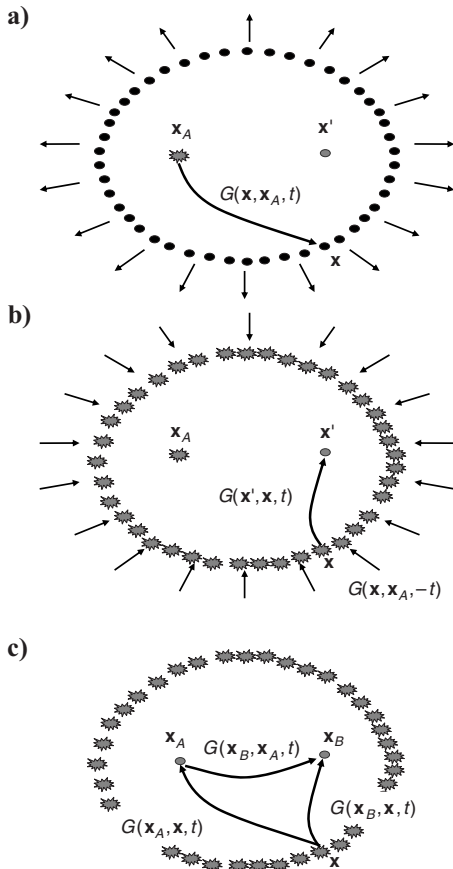 a)
x_A
x'
G(x, x_A, t)
x
b)
x_A
x'
G(x', x, t)
x
G(x, x_A, −t)
c)
x_A
x_B
G(x_B, x_A, t)
G(x_A, x, t)
G(x_B, x, t)
x